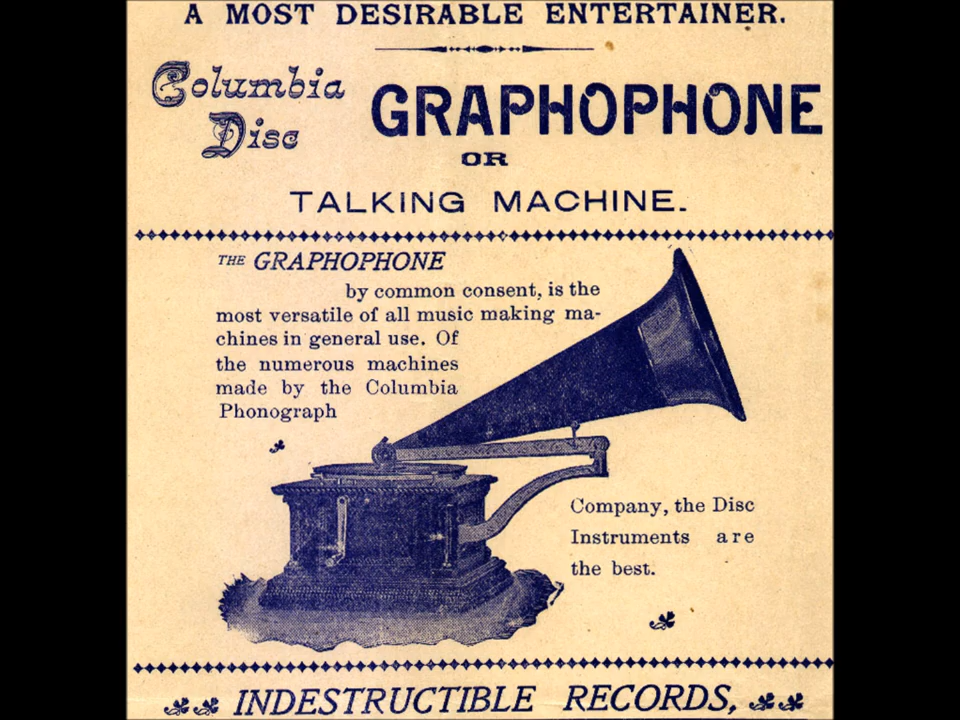 A MOST DESIRABLE ENTERTAINER.
Columbia
Disc
GRAPHOPHONE
OR
TALKING MACHINE.
THE GRAPHOPHONE
by common consent, is the
most versatile of all music making ma-
chines in general use. Of
the numerous machines
made by the Columbia
Phonograph
Company, the Disc
Instruments are
the best.
INDESTRUCTIBLE RECORDS,